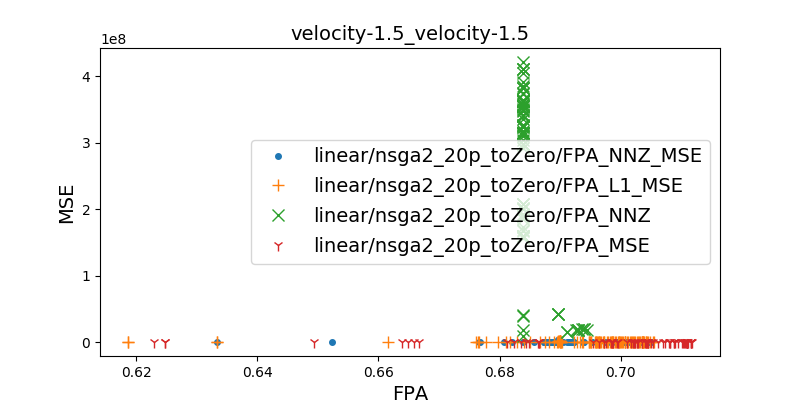 velocity-1.5_velocity-1.5
1e8
4
3
2
1
0
MSE
linear/nsga2_20p_toZero/FPA_NNZ_MSE
linear/nsga2_20p_toZero/FPA_L1_MSE
linear/nsga2_20p_toZero/FPA_NNZ
linear/nsga2_20p_toZero/FPA_MSE
0.62 0.64 0.66 0.68 0.70
FPA